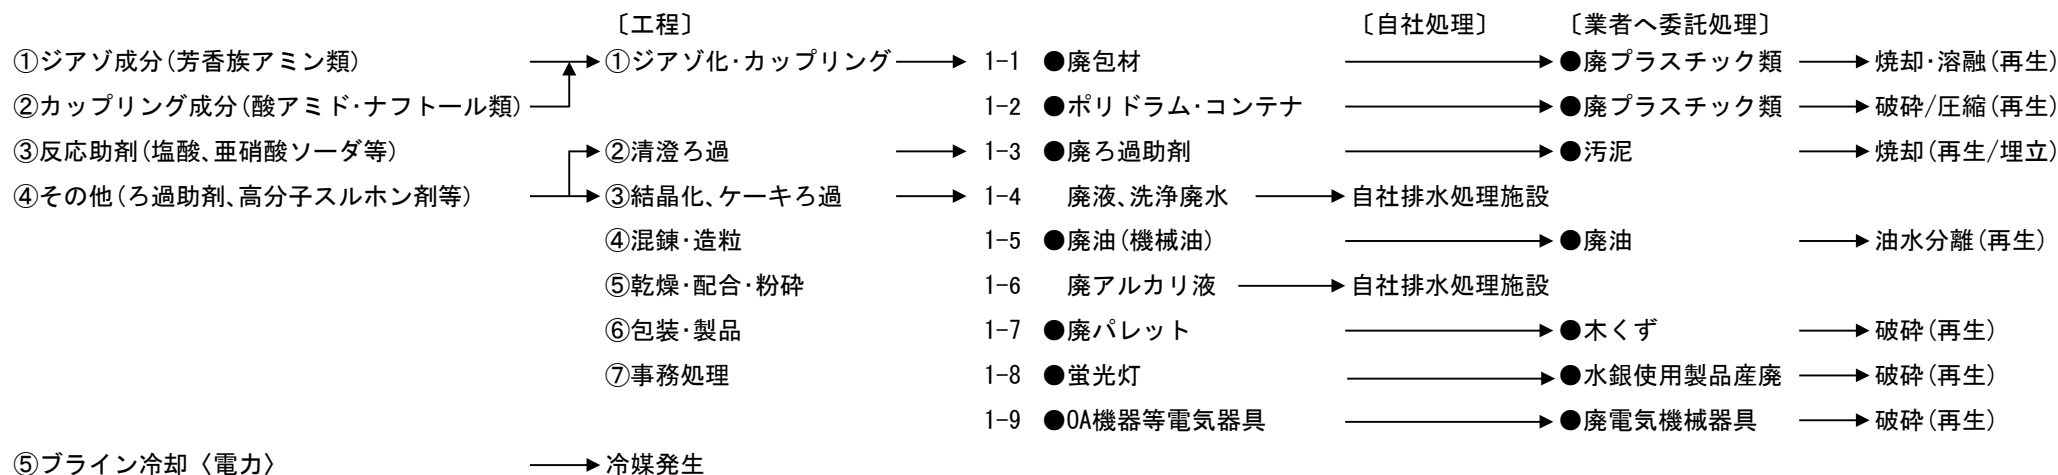 〔工程〕 〔自社処理〕 〔業者へ委託処理〕
①ジアゾ成分(芳香族アミン類) ①ジアゾ化・カップリング 1-1 ●廃包材 ●廃プラスチック類 焼却・溶融(再生)
②カップリング成分(酸アミド・ナフトール類) 1-2 ●ポリドラム・コンテナ ●廃プラスチック類 破砕/圧縮(再生)
③反応助剤(塩酸、亜硝酸ソーダ等) ②清澄ろ過 1-3 ●廃ろ過助剤 ●汚泥 焼却(再生/埋立)
④その他(ろ過助剤、高分子スルホン剤等) ③結晶化、ケーキろ過 1-4 廃液、洗浄廃水 自社排水処理施設
④混錬・造粒 1-5 ●廃油(機械油) ●廃油 油水分離(再生)
⑤乾燥・配合・粉砕 1-6 廃アルカリ液 自社排水処理施設
⑥包装・製品 1-7 ●廃パレット ●木くず 破砕(再生)
⑦事務処理 1-8 ●蛍光灯 ●水銀使用製品産廃 破砕(再生)
1-9 ●OA機器等電気器具 ●廃電気機械器具 破砕(再生)
⑤ブライン冷却〈電力〉 冷媒発生